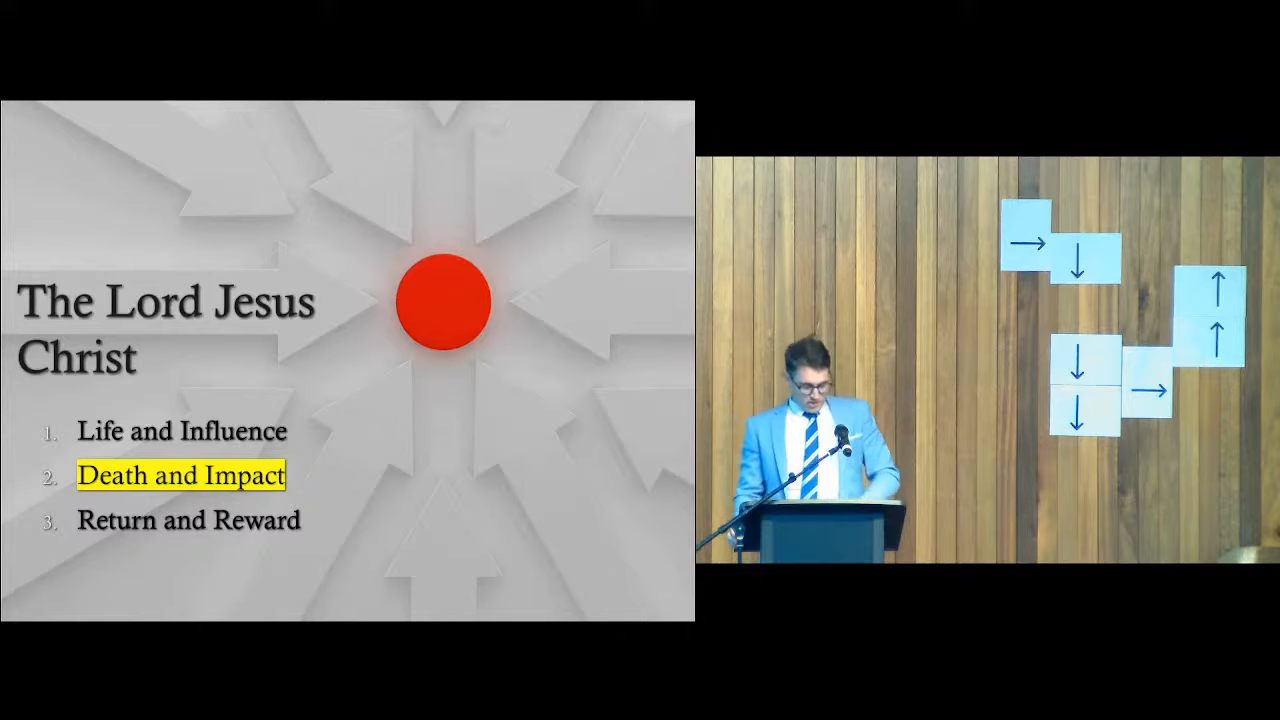 The Lord Jesus
Christ
1. Life and Influence
2. Death and Impact
3. Return and Reward